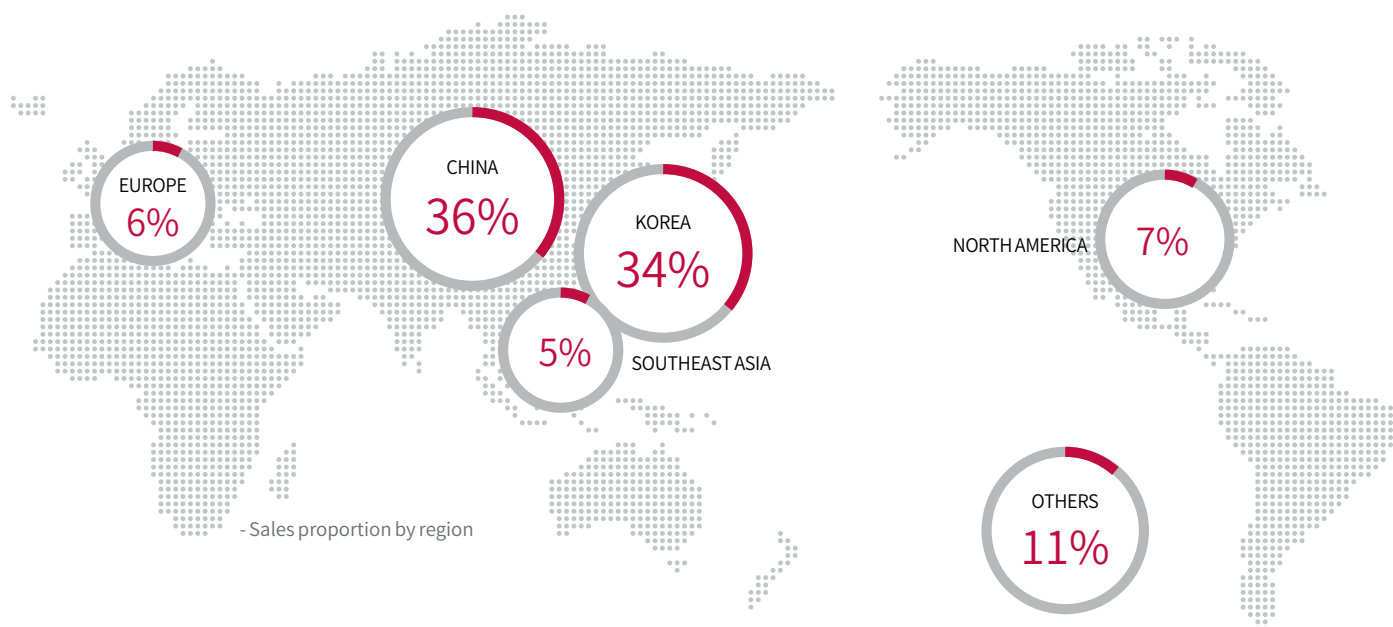 EUROPE
6%
CHINA
36%
KOREA
34%
5%
SOUTHEAST ASIA
NORTH AMERICA
7%
OTHERS
11%
- Sales proportion by region